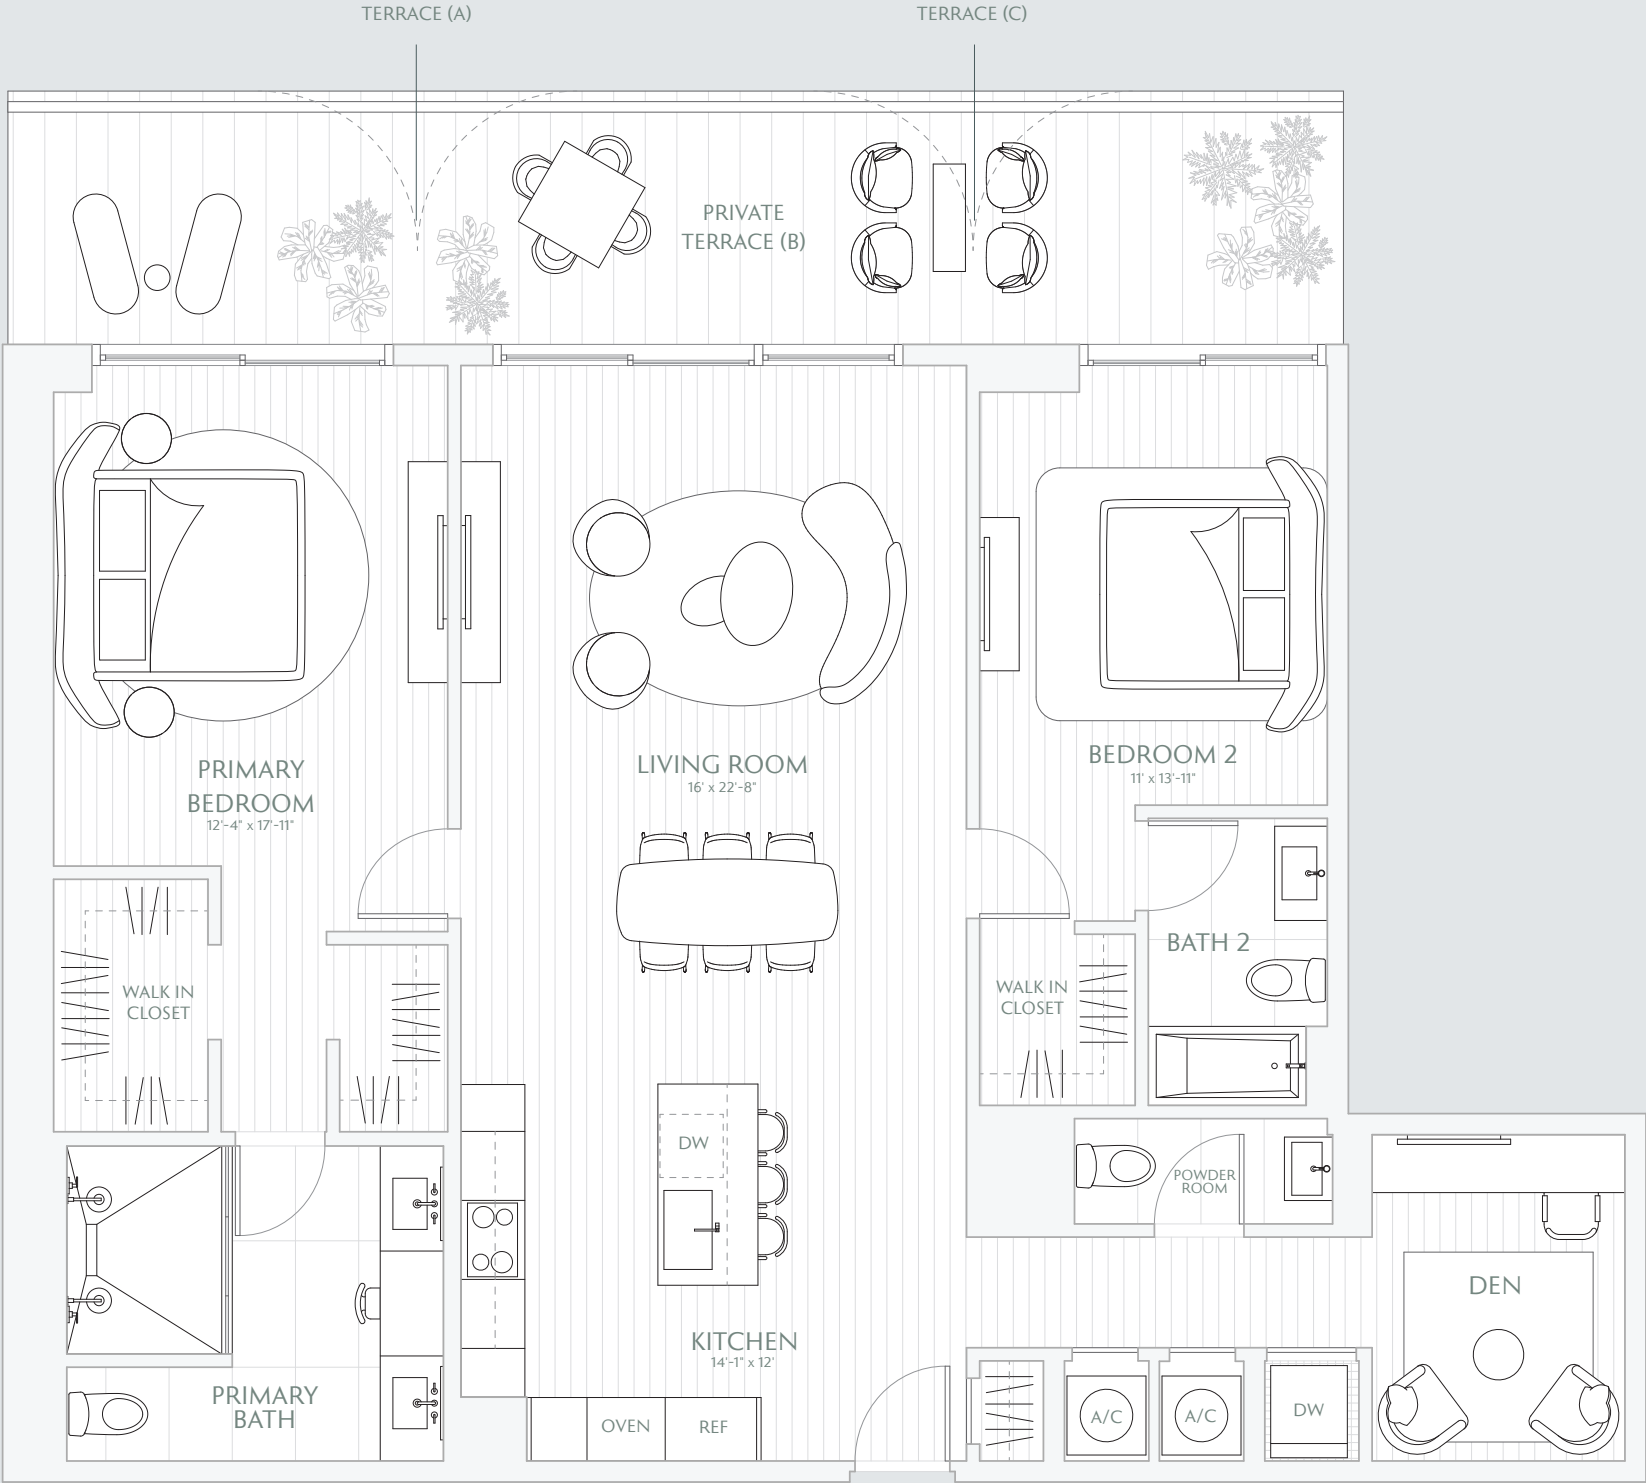 TERRACE (A)
TERRACE (C)
PRIVATE
TERRACE (B)
PRIMARY
BEDROOM
12'-4" x 17'-11"
LIVING ROOM
16' x 22'-8"
BEDROOM 2
11' x 13'-11"
BATH 2
WALK IN
CLOSET
WALK IN
CLOSET
DW
POWDER
ROOM
DEN
KITCHEN
14'-1" x 12'
PRIMARY
BATH
OVEN
REF
A/C
A/C
DW